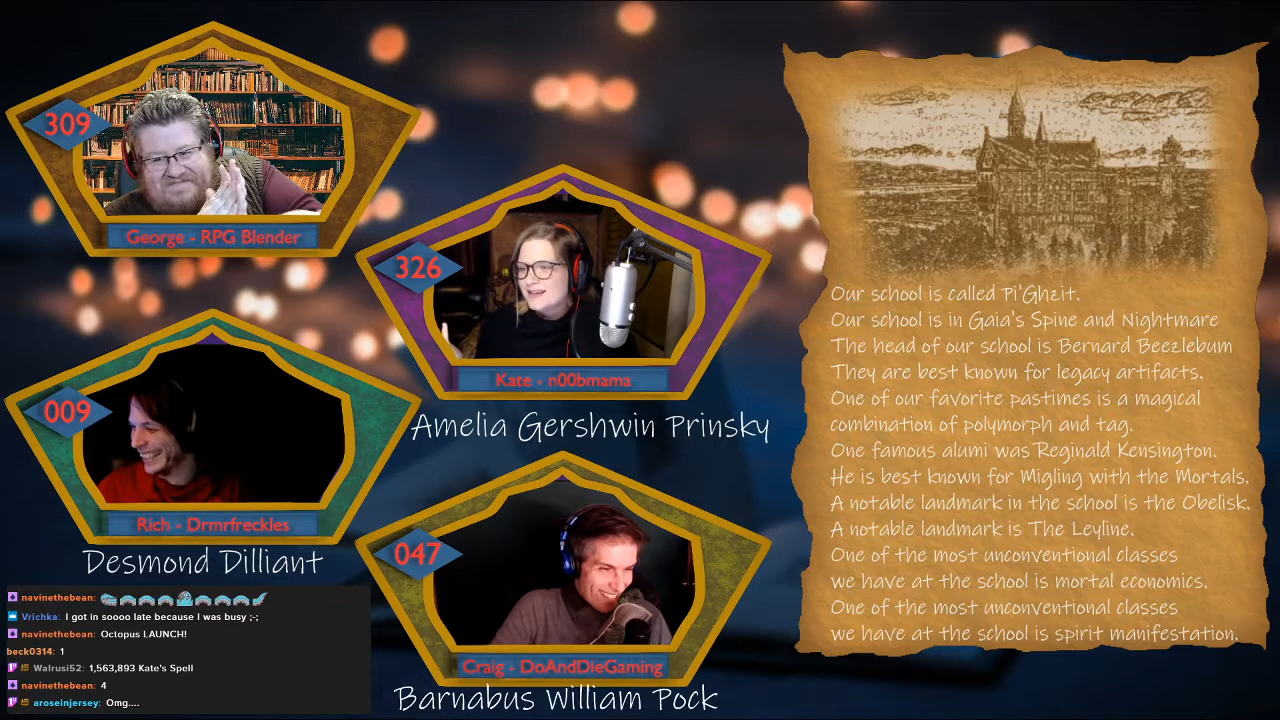 309
George - RPG Blender
326
Kate - n00bmama
Amelia Gershwin Prinsky
009
Rich - Drmrfreckles
Desmond Dilliant
047
Craig - DoAndDieGaming
Barnabus William Pock
navinethebean:
Vrichka: I got in soooo late because I was busy ;-;
navinethebean: Octopus LAUNCH!
beck0314: 1
Walrusi52: 1,563,893 Kate's Spell
navinethebean: 4
aroseinjersey: Omg....
Our school is called Pi'Ghzit.
Our school is in Gaia's Spine and Nightmare
The head of our school is Bernard Beezlebum
They are best known for legacy artifacts.
One of our favorite pastimes is a magical
combination of polymorph and tag.
One famous alumi was Reginald Kensington.
He is best known for Migling with the Mortals.
A notable landmark in the school is the Obelisk.
A notable landmark is The Leyline.
One of the most unconventional classes
we have at the school is mortal economics.
One of the most unconventional classes
we have at the school is spirit manifestation.